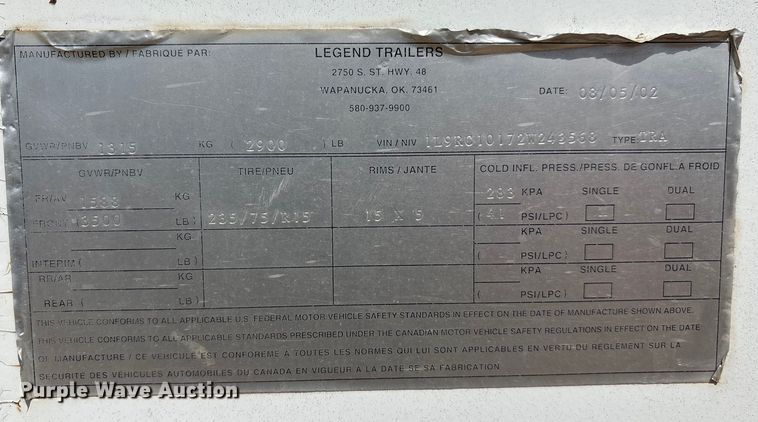 MANUFACTURED BY / FABRIQUÉ PAR: LEGEND TRAILERS
2750 S. ST. HWY. 48
WAPANUCKA, OK. 73461 DATE: 03/05/02
580-937-9900
GVWR/PNBV 1315 KG ( 2900 ) LB VIN / NIV 1L9RC10172W243568 TYPE TRA
GVWR/PNBV TIRE/PNEU RIMS / JANTE COLD INFL. PRESS./PRESS. DE GONFL.À FROID
FR/AV 1588 KG 283 KPA SINGLE DUAL
FRONT 3500 LB ) 235/75/R15 15 X 5 ( 41 PSI/LPC )
KG KPA SINGLE DUAL
INTERIM ( LB ) ( PSI/LPC )
RR/AR KG KPA SINGLE DUAL
REAR ( LB ) ( PSI/LPC )
THIS VEHICLE CONFORMS TO ALL APPLICABLE U.S. FEDERAL MOTOR VEHICLE SAFETY STANDARDS IN EFFECT ON THE DATE OF MANUFACTURE SHOWN ABOVE.
THIS VEHICLE CONFORMS TO ALL APPLICABLE STANDARDS PRESCRIBED UNDER THE CANADIAN MOTOR VEHICLE SAFETY REGULATIONS IN EFFECT ON THE DATE
OF MANUFACTURE / CE VÉHICULE EST CONFORÈME À TOUTES LES NORMES QUI LUI SONT APPLICABLES EN VERTU DU REGLEMENT SUR LA
SÉCURITÉ DES VÉHICULES AUTOMOBILES DU CANADA EN VIGUEUR À LA DATE SE SA FABRICATION.
Purple Wave Auction